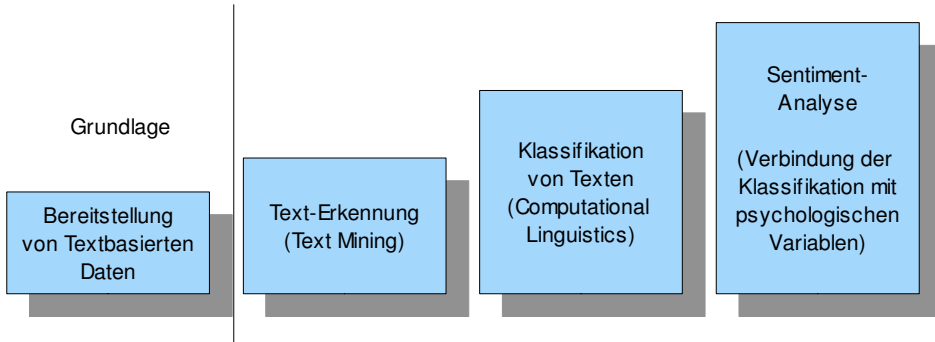 Grundlage
Bereitstellung
von Textbasierten
Daten
Text-Erkennung
(Text Mining)
Klassifikation
von Texten
(Computational
Linguistics)
Sentiment-
Analyse
(Verbindung der
Klassifikation mit
psychologischen
Variablen)